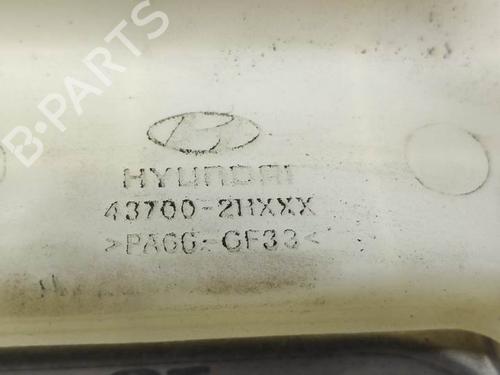 B-PARTS
HYUNDAI
43700-2HXXX
>PA66-GF33<